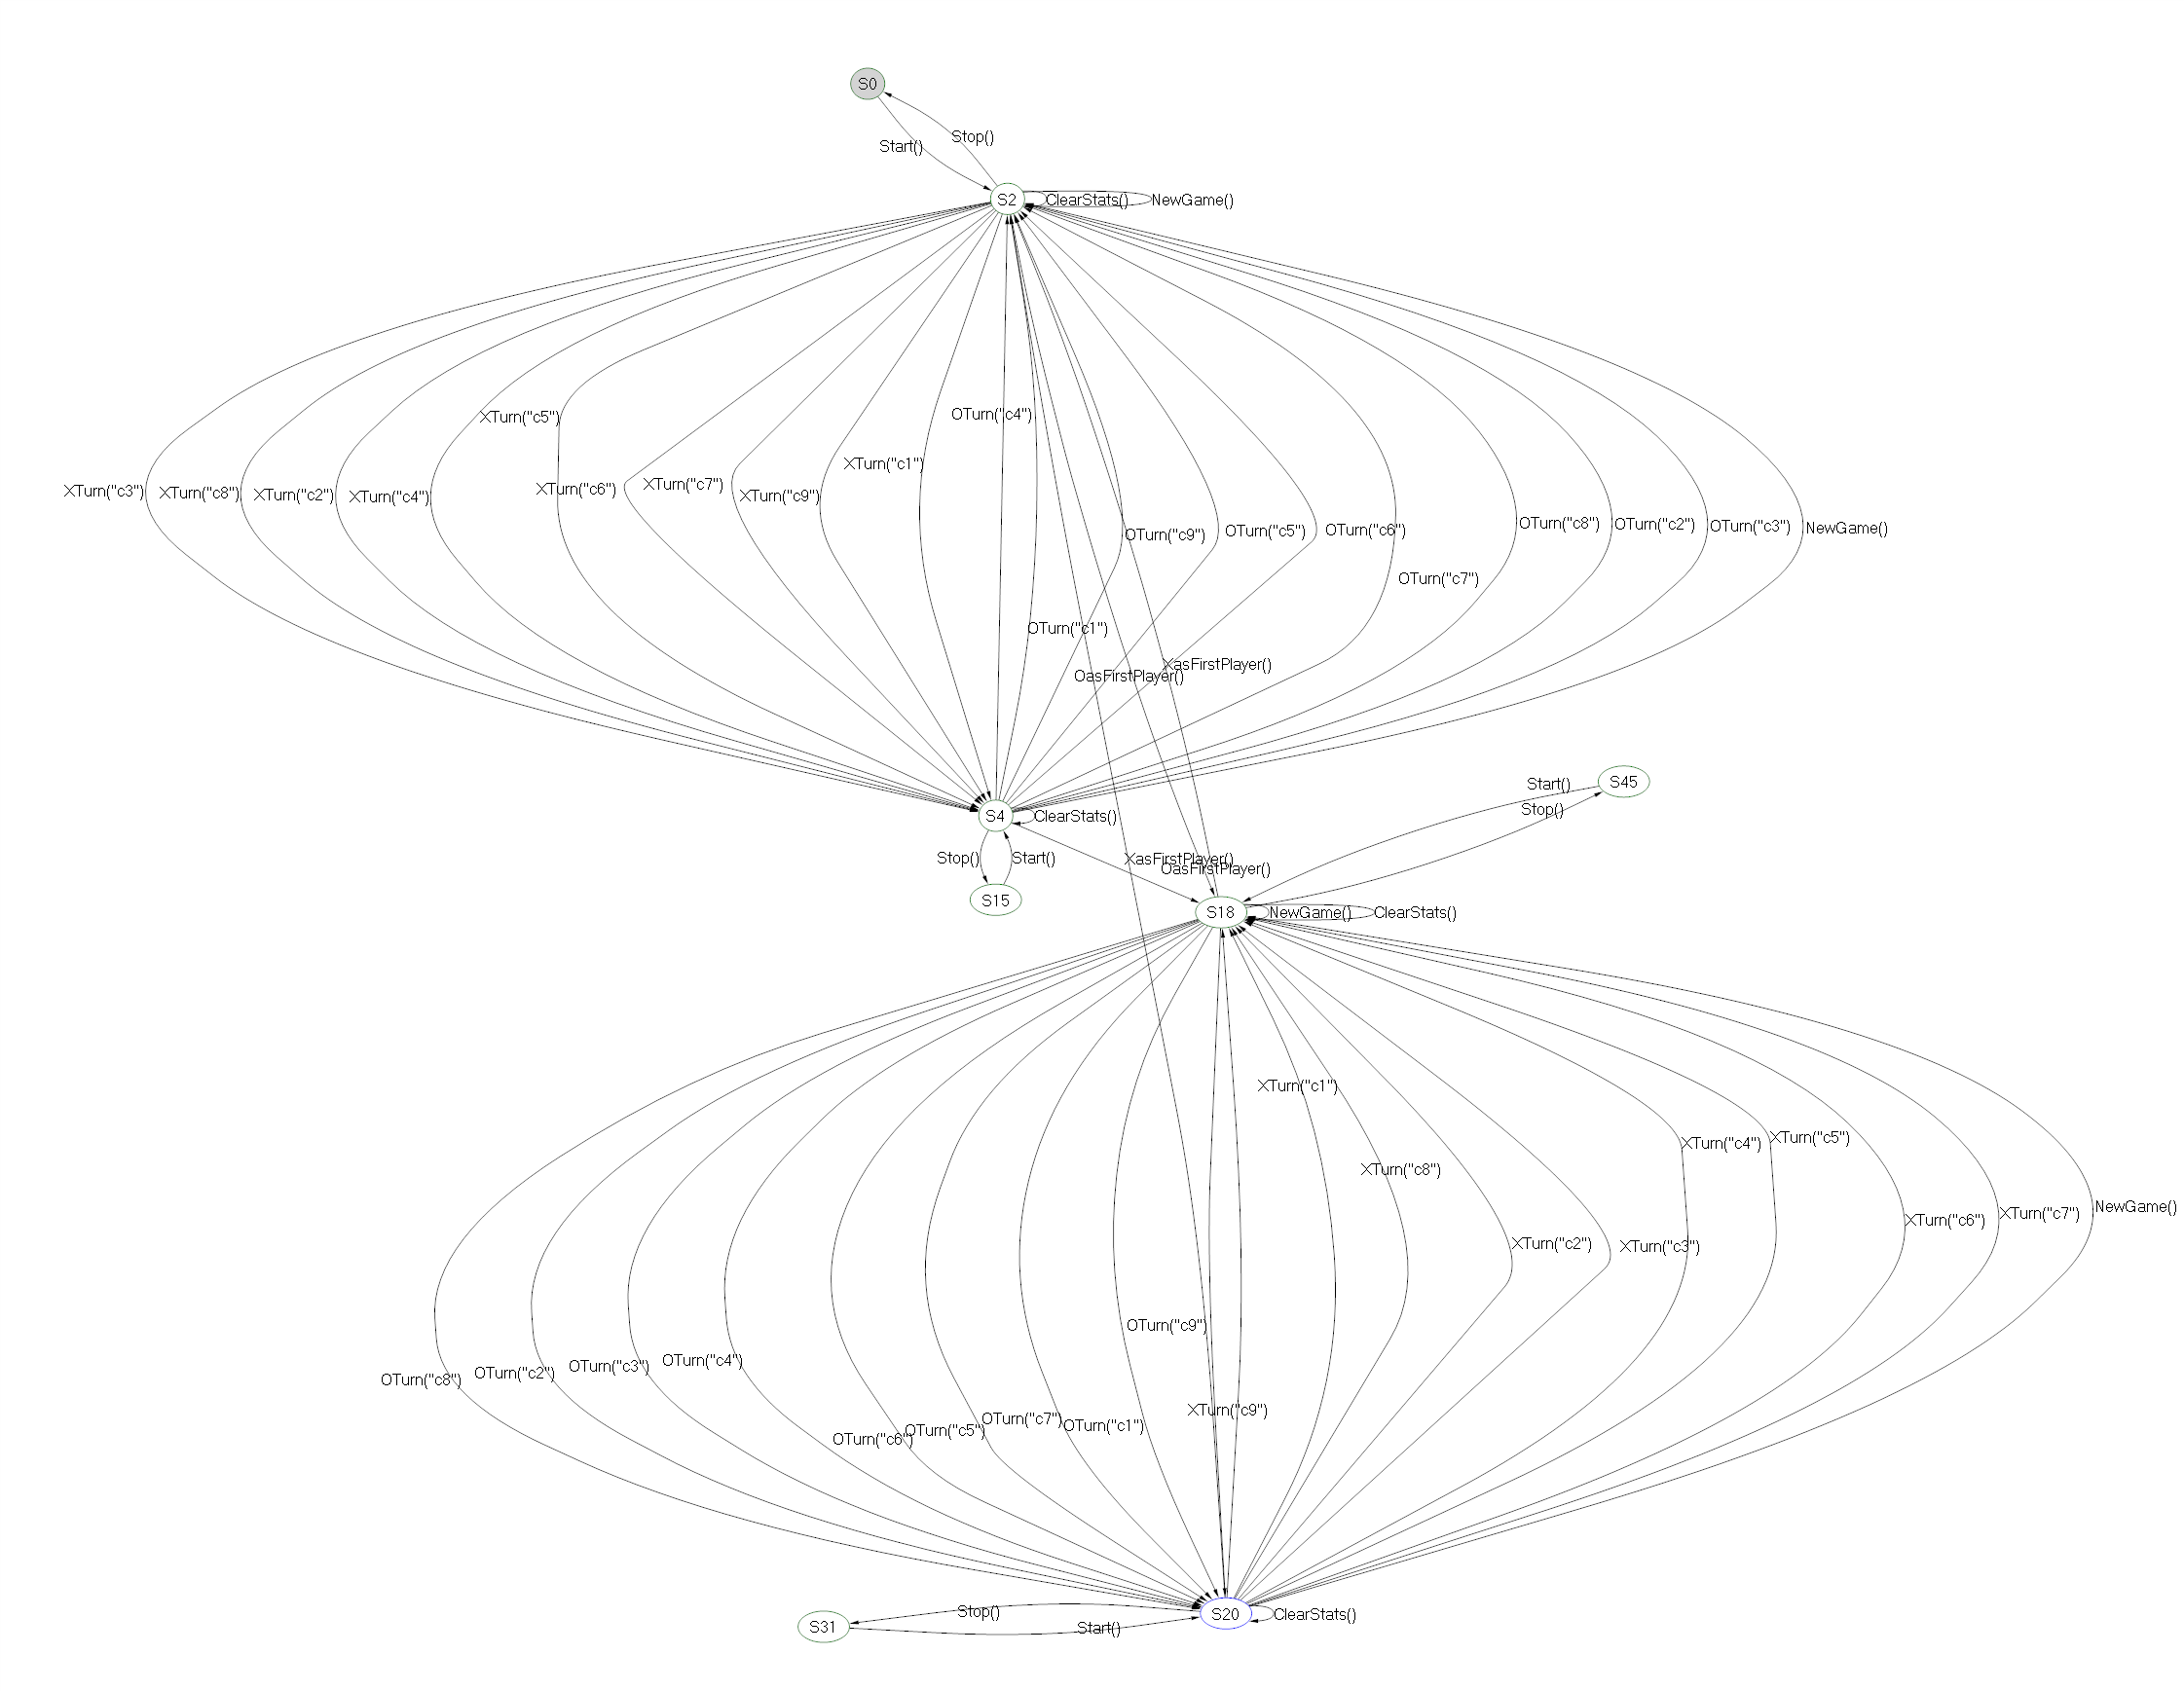 S0
Stop()
Start()
S2
ClearStats()
NewGame()
OTurn("c4")
XTurn("c5")
XTurn("c1")
XTurn("c7")
XTurn("c6")
XTurn("c3")
XTurn("c8")
XTurn("c2")
XTurn("c4")
XTurn("c9")
OTurn("c8")
OTurn("c2")
OTurn("c3")
NewGame()
OTurn("c9")
OTurn("c5")
OTurn("c6")
OTurn("c7")
OTurn("c1")
XasFirstPlayer()
OasFirstPlayer()
S45
Start()
Stop()
S4
ClearStats()
Stop()
Start()
XasFirstPlayer()
OasFirstPlayer()
S15
S18
NewGame()
ClearStats()
XTurn("c1")
XTurn("c5")
XTurn("c4")
XTurn("c8")
NewGame()
XTurn("c7")
XTurn("c6")
XTurn("c2")
XTurn("c3")
OTurn("c9")
OTurn("c4")
OTurn("c3")
OTurn("c2")
OTurn("c8")
XTurn("c9")
OTurn("c7")
OTurn("c1")
OTurn("c5")
OTurn("c6")
Stop()
S20
ClearStats()
S31
Start()